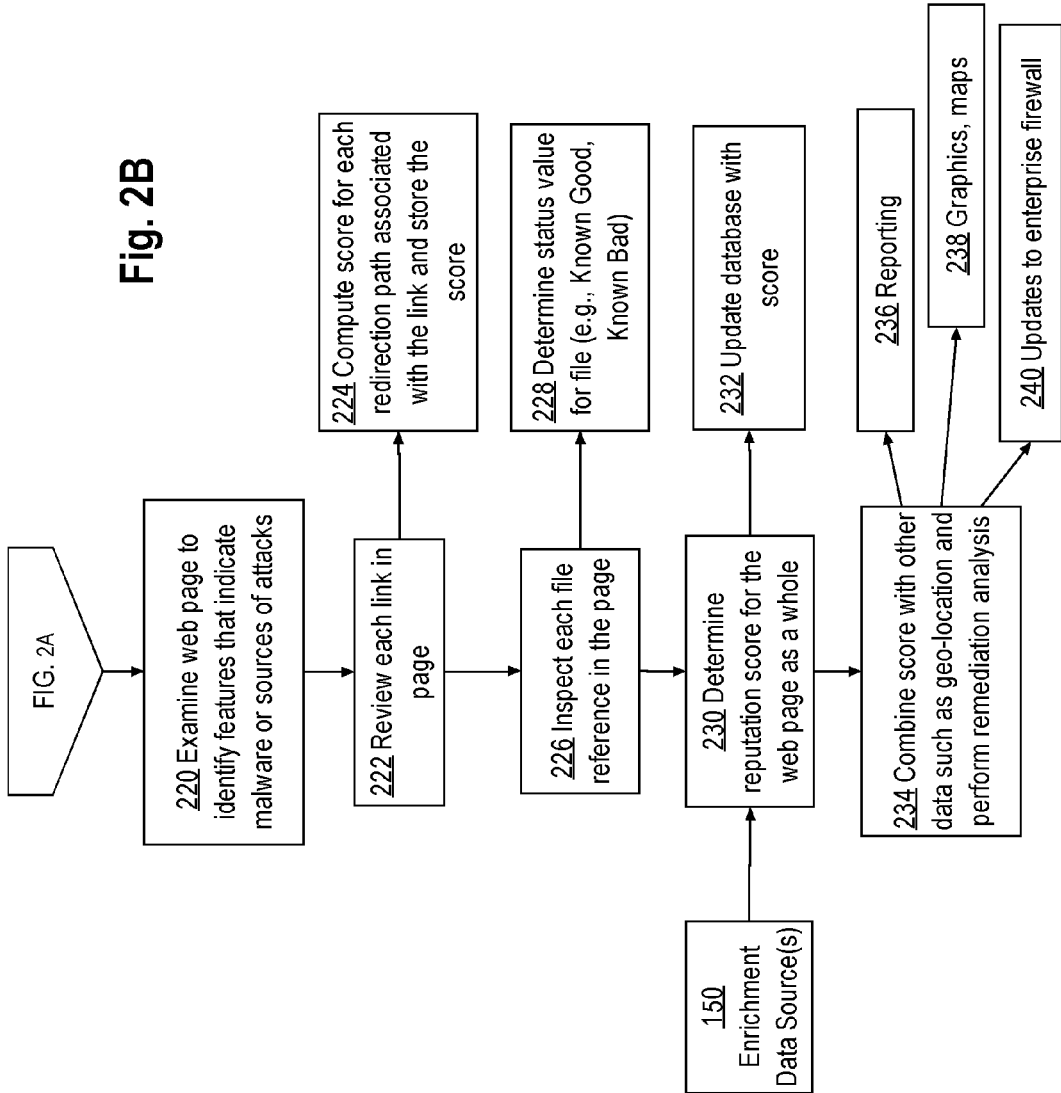 Fig. 2B
FIG. 2A
220 Examine web page to
identify features that indicate
malware or sources of attacks
222 Review each link in
page
224 Compute score for each
redirection path associated
with the link and store the
score
226 Inspect each file
reference in the page
228 Determine status value
for file (e.g., Known Good,
Known Bad)
150
Enrichment
Data Source(s)
230 Determine
reputation score for the
web page as a whole
232 Update database with
score
234 Combine score with other
data such as geo-location and
perform remediation analysis
236 Reporting
238 Graphics, maps
240 Updates to enterprise firewall